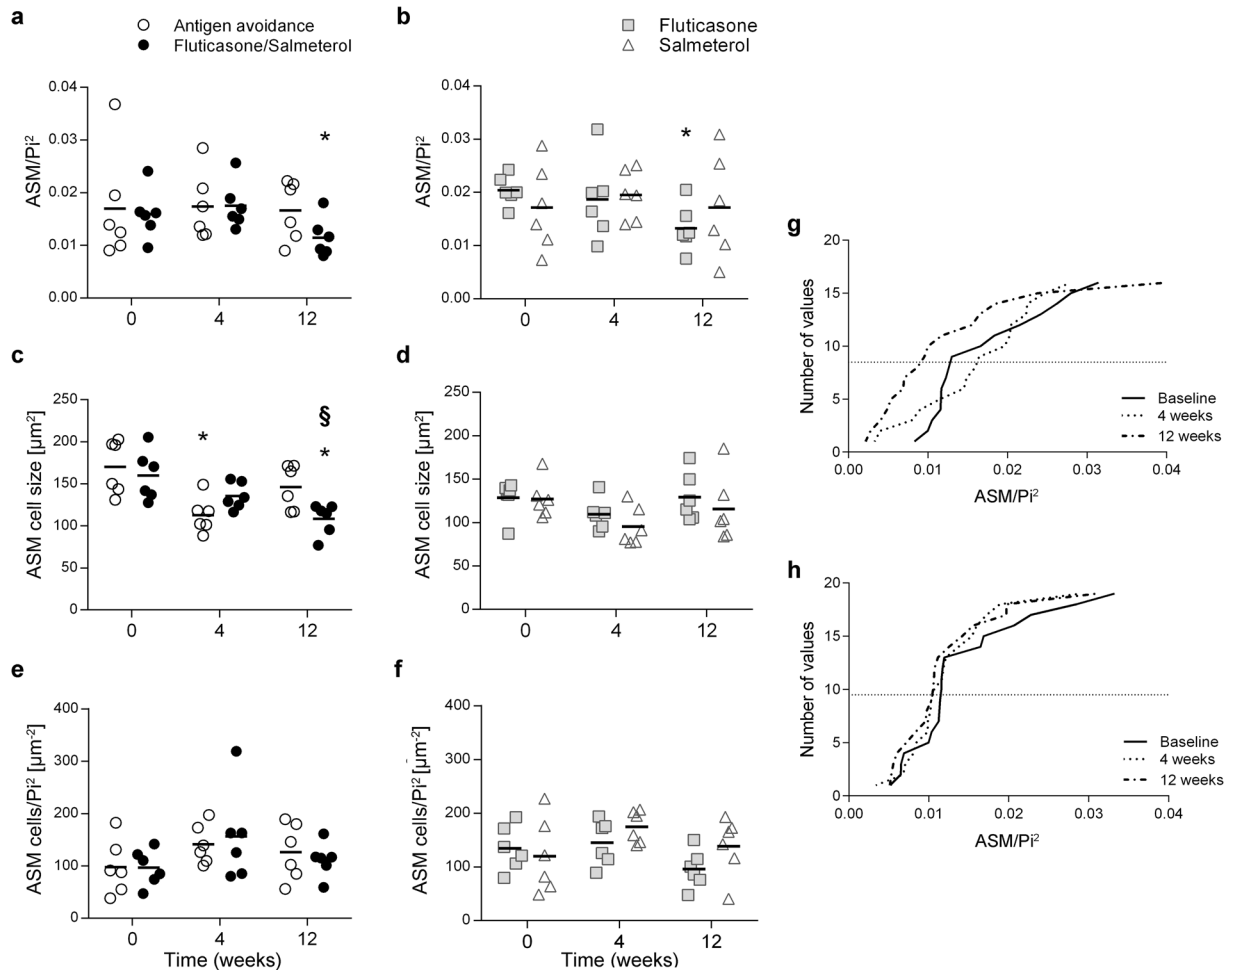 a
Antigen avoidance
Fluticasone/Salmeterol
ASM/Pi²
0.04
0.03
0.02
0.01
0.00
*
0
4
12
b
Fluticasone
Salmeterol
ASM/Pi²
0.04
0.03
0.02
0.01
0.00
*
0
4
12
c
ASM cell size [µm²]
250
200
150
100
50
0
*
§
*
0
4
12
d
ASM cell size [µm²]
250
200
150
100
50
0
0
4
12
e
ASM cells/Pi² [µm⁻²]
400
300
200
100
0
0
4
12
Time (weeks)
f
ASM cells/Pi² [µm⁻²]
400
300
200
100
0
0
4
12
Time (weeks)
g
Number of values
20
15
10
5
0
Baseline
4 weeks
12 weeks
0.00
0.01
0.02
0.03
0.04
ASM/Pi²
h
Number of values
20
15
10
5
0
Baseline
4 weeks
12 weeks
0.00
0.01
0.02
0.03
0.04
ASM/Pi²